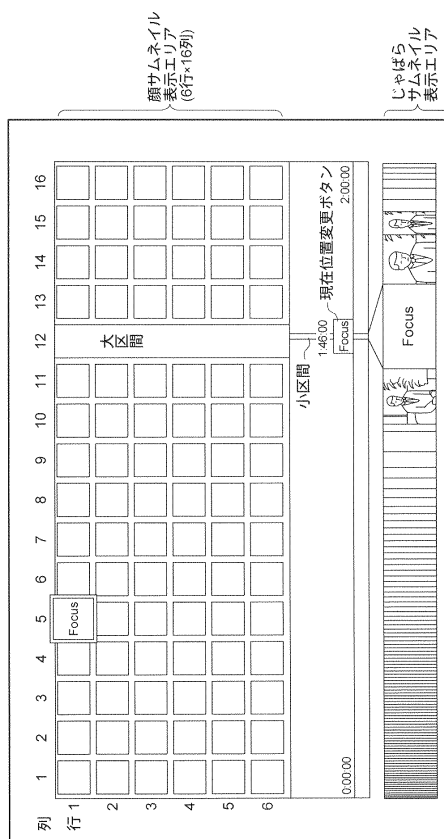 列
1 2 3 4 5 6 7 8 9 10 11 12 13 14 15 16
行
1
2
3
4
5
6
Focus
大区間
顔サムネイル
表示エリア
(6行×16列)
小区間
1:46:00
現在位置変更ボタン
0:00:00
Focus
2:00:00
Focus
じゃばら
サムネイル
表示エリア